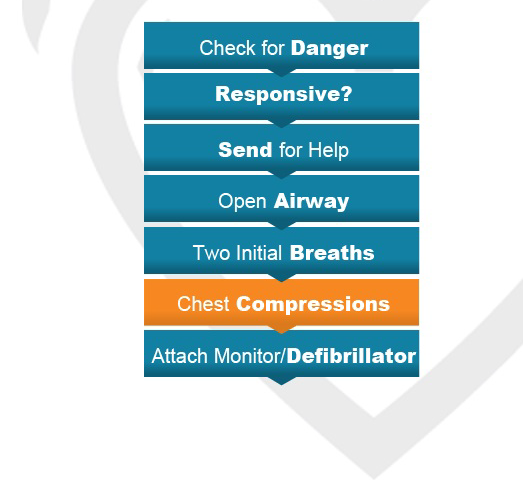 Check for Danger
Responsive?
Send for Help
Open Airway
Two Initial Breaths
Chest Compressions
Attach Monitor/Defibrillator